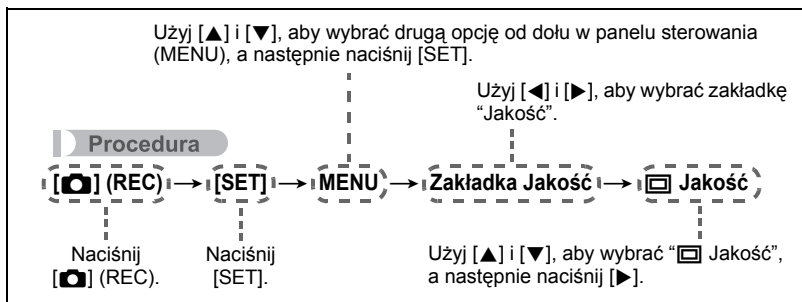 Użyj [▲] i [▼], aby wybrać drugą opcję od dołu w panelu sterowania
(MENU), a następnie naciśnij [SET].
Użyj [◀] i [▶], aby wybrać zakładkę
“Jakość”.
Procedura
[📷] (REC) → [SET] → MENU → Zakładka Jakość → Jakość
Naciśnij
[📷] (REC).
Naciśnij
[SET].
Użyj [▲] i [▼], aby wybrać “ Jakość”,
a następnie naciśnij [▶].